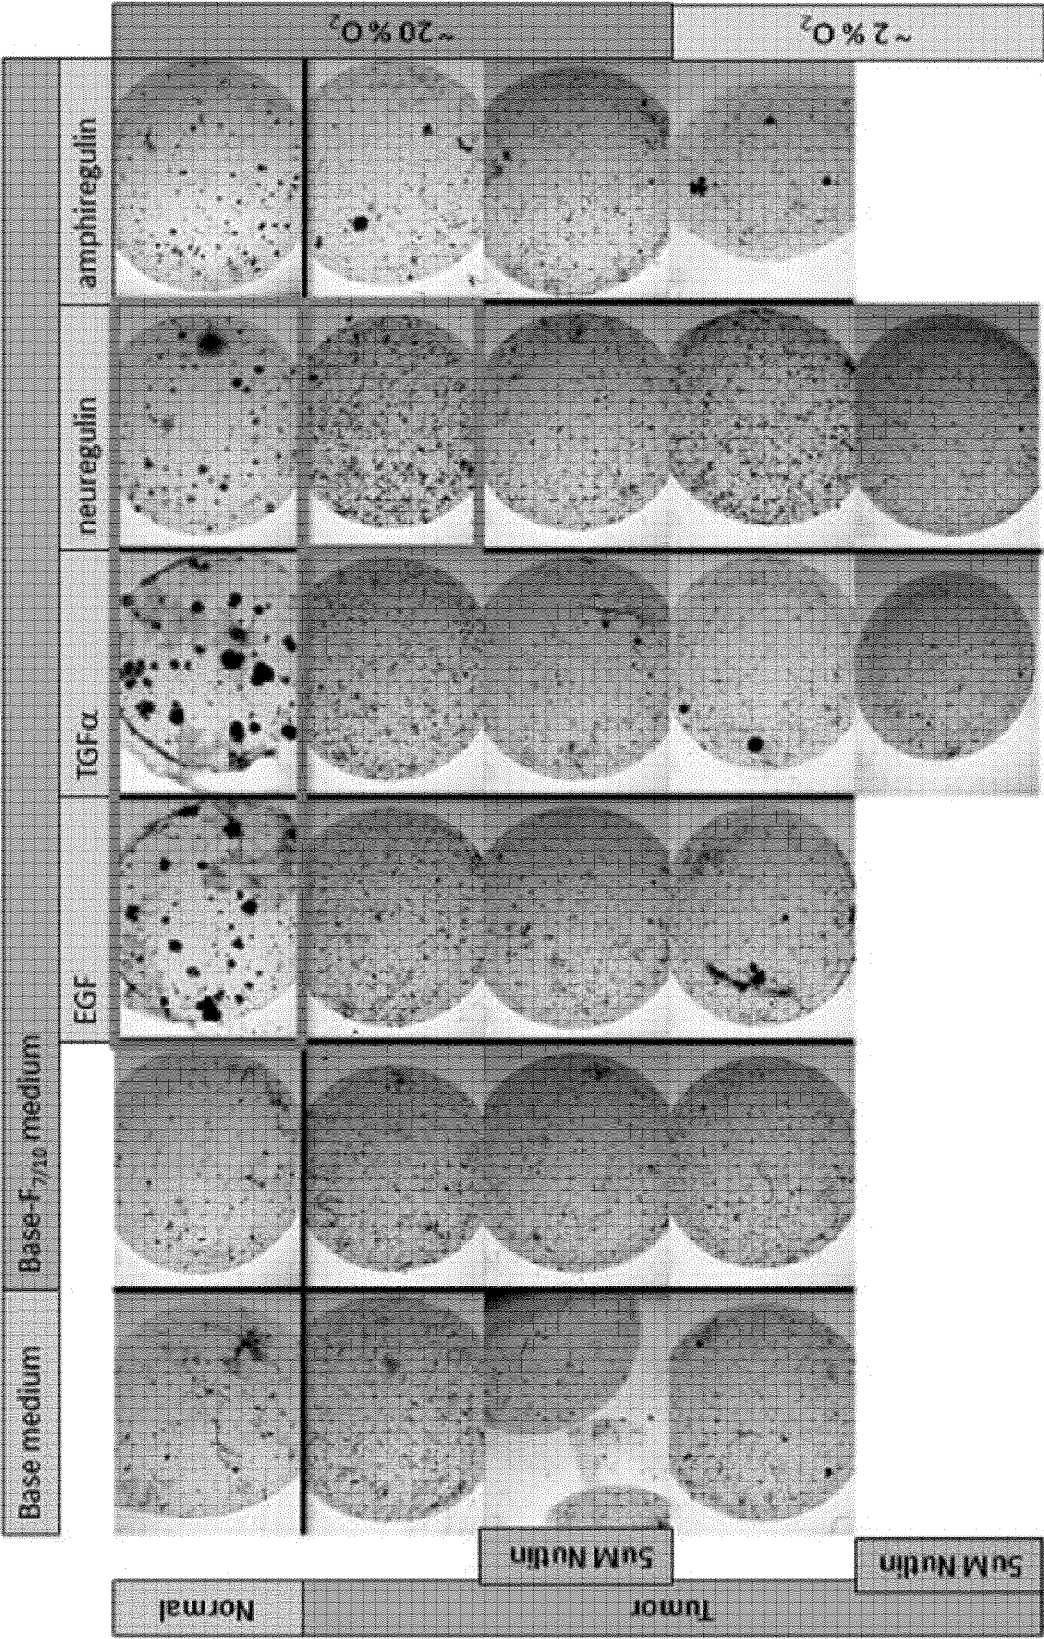 Base medium
Base-F7/10 medium
EGF
TGFα
neuregulin
amphiregulin
Normal
Tumor
5uM Nutlin
5uM Nutlin
~ 20 % O2
~ 2 % O2